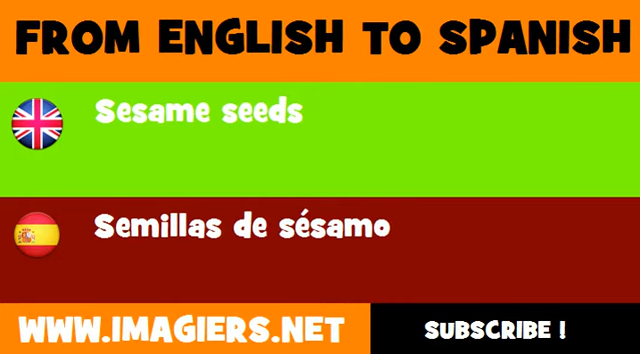 FROM ENGLISH TO SPANISH
Sesame seeds
Semillas de sésamo
WWW.IMAGIERS.NET
SUBSCRIBE !